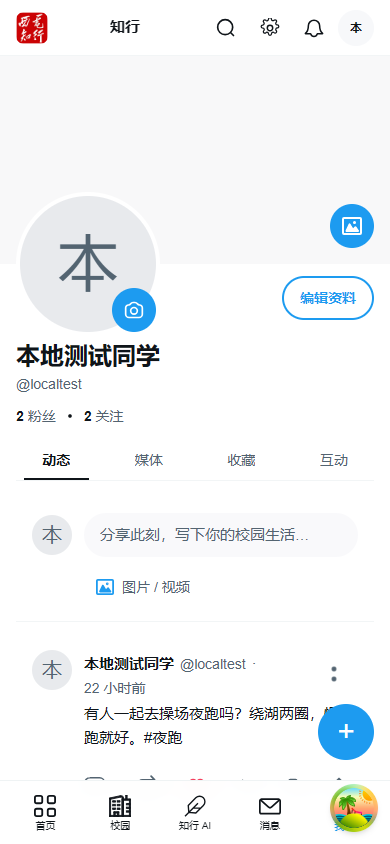 知行
本
本
本地测试同学
@localtest
2 粉丝 • 2 关注
编辑资料
动态 媒体 收藏 互动
本
分享此刻，写下你的校园生活...
图片 / 视频
本
本地测试同学 @localtest ·
22 小时前
有人一起去操场夜跑吗？绕湖两圈，
跑就好。#夜跑
首页 校园 知行 AI 消息